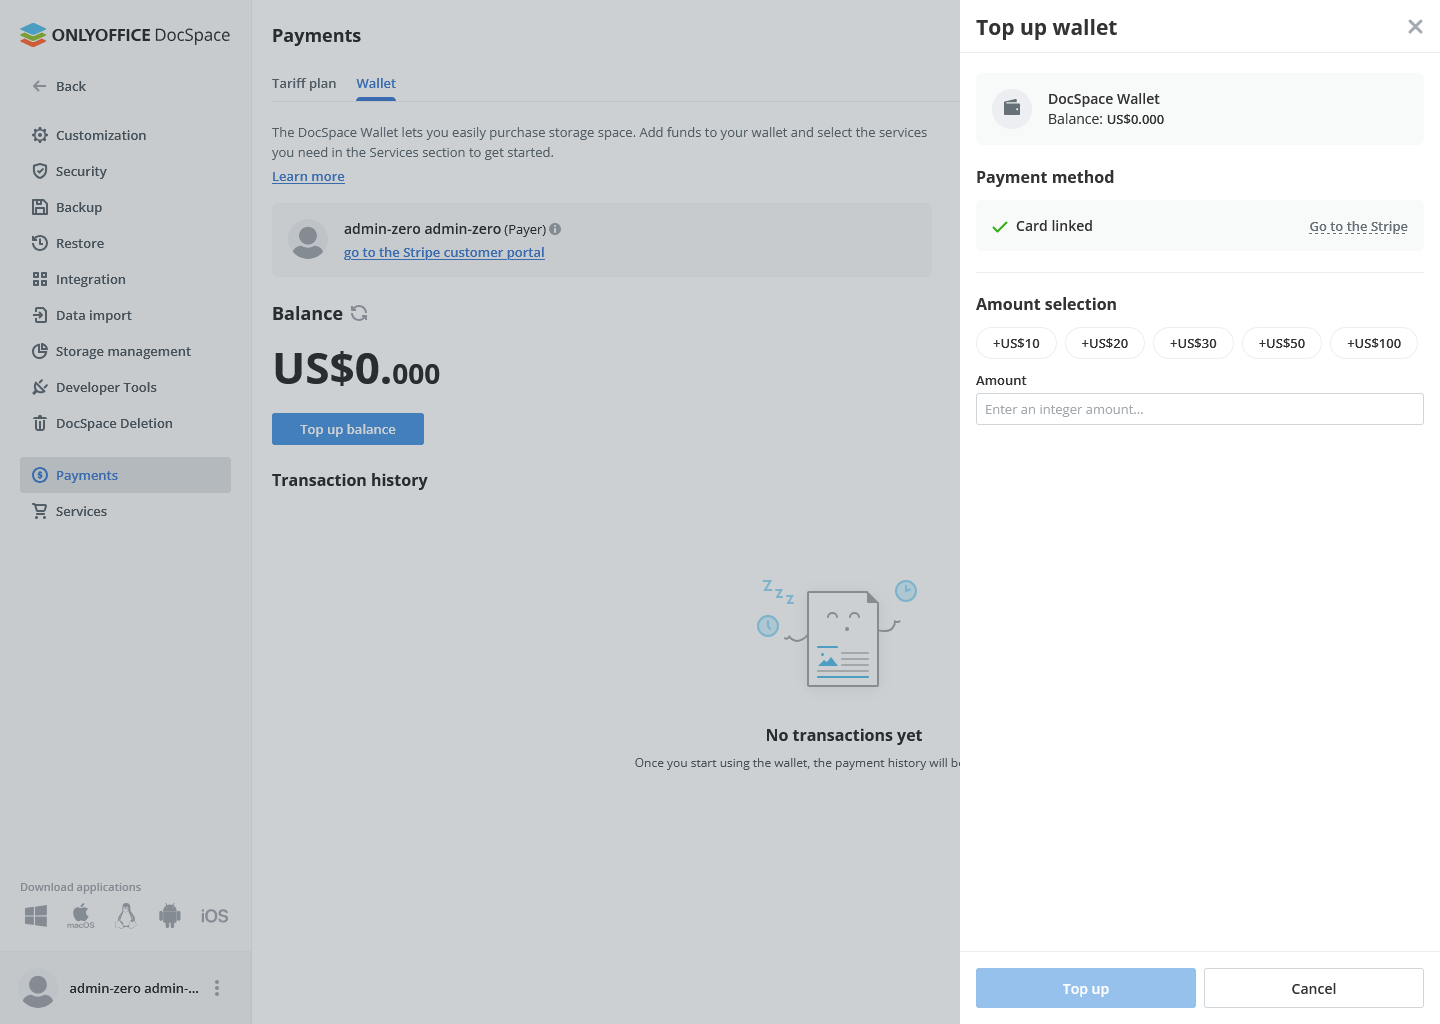 ONLYOFFICE DocSpace
Back
Customization
Security
Backup
Restore
Integration
Data import
Storage management
Developer Tools
DocSpace Deletion
Payments
Services
Download applications
macOS
iOS
admin-zero admin-...
Payments
Tariff plan
Wallet
The DocSpace Wallet lets you easily purchase storage space. Add funds to your wallet and select the services
you need in the Services section to get started.
Learn more
admin-zero admin-zero (Payer)
go to the Stripe customer portal
Balance
US$0.000
Top up balance
Transaction history
Z z z
No transactions yet
Once you start using the wallet, the payment history will
Top up wallet
DocSpace Wallet
Balance: US$0.000
Payment method
Card linked
Go to the Stripe
Amount selection
+US$10
+US$20
+US$30
+US$50
+US$100
Amount
Enter an integer amount...
Top up
Cancel